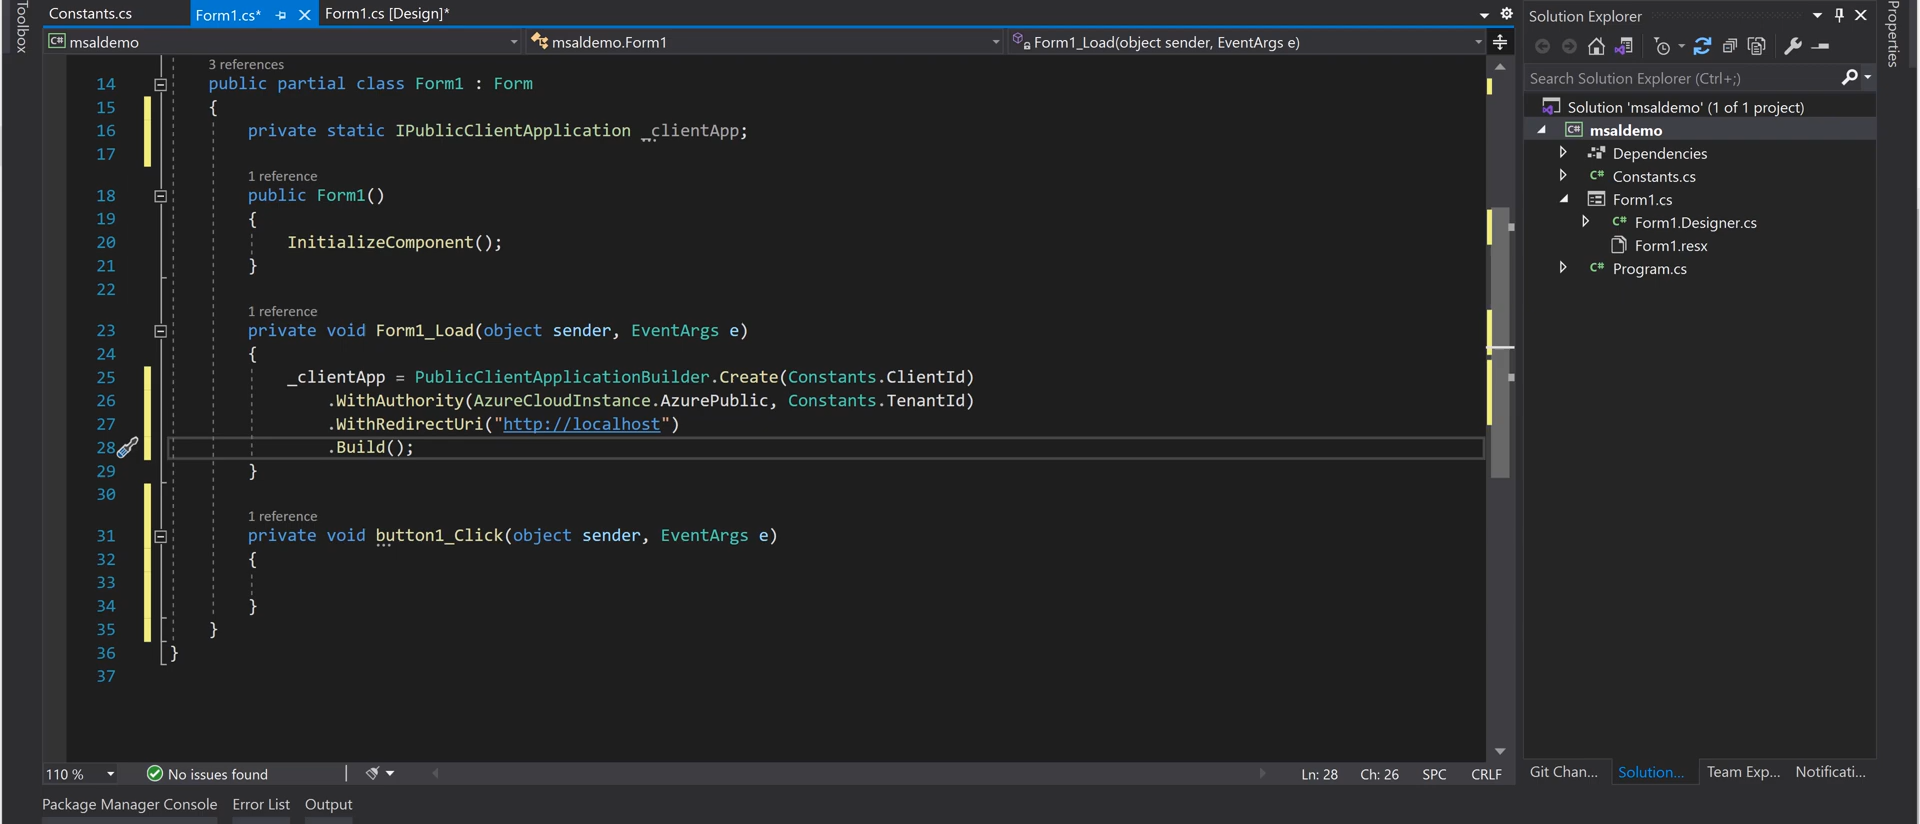 Toolbox
Constants.cs
Form1.cs*
Form1.cs [Design]*
C# msaldemo
msaldemo.Form1
Form1_Load(object sender, EventArgs e)
3 references
14 public partial class Form1 : Form
15 {
16 private static IPublicClientApplication _clientApp;
17
1 reference
18 public Form1()
19 {
20 InitializeComponent();
21 }
22
1 reference
23 private void Form1_Load(object sender, EventArgs e)
24 {
25 _clientApp = PublicClientApplicationBuilder.Create(Constants.ClientId)
26 .WithAuthority(AzureCloudInstance.AzurePublic, Constants.TenantId)
27 .WithRedirectUri("http://localhost")
28 .Build();
29 }
30
1 reference
31 private void button1_Click(object sender, EventArgs e)
32 {
33
34 }
35 }
36 }
37
110 %
No issues found
Ln: 28 Ch: 26 SPC CRLF
Package Manager Console Error List Output
Solution Explorer
Search Solution Explorer (Ctrl+;)
Solution 'msaldemo' (1 of 1 project)
C# msaldemo
Dependencies
C# Constants.cs
Form1.cs
C# Form1.Designer.cs
Form1.resx
C# Program.cs
Git Chan... Solution... Team Exp... Notificati...
Properties